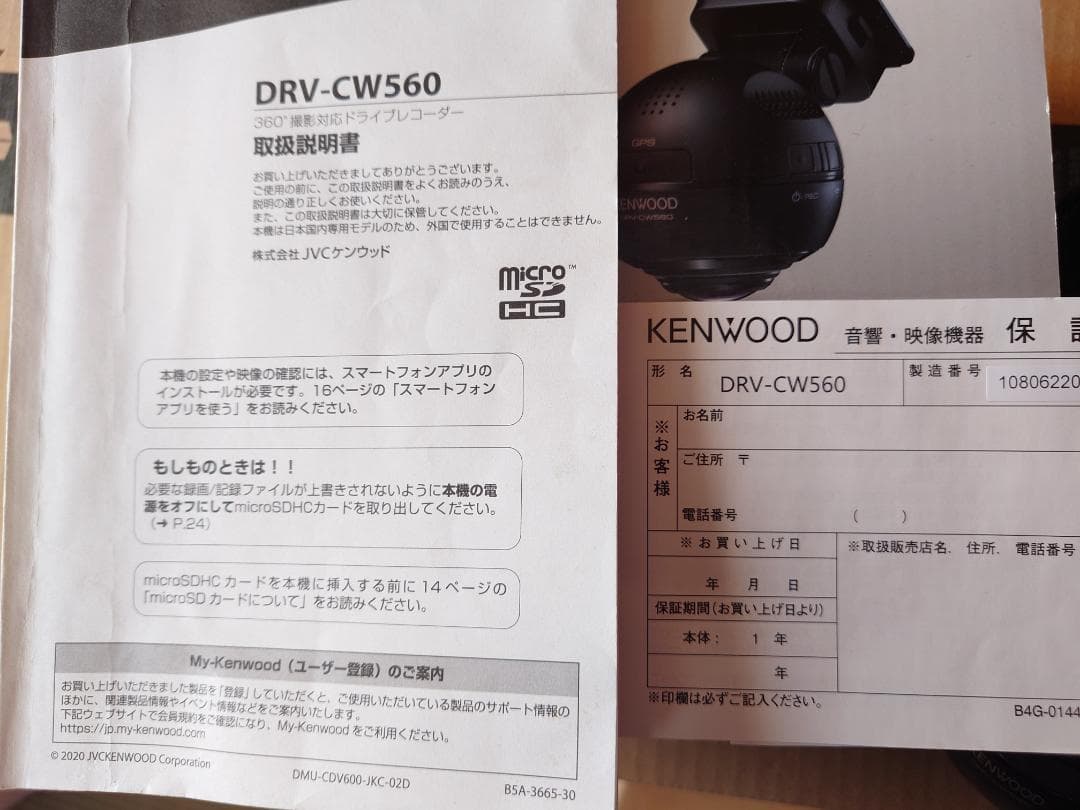 DRV-CW560
360°撮影対応ドライブレコーダー
取扱説明書
お買い上げいただきましてありがとうございます。
ご使用の前に、この取扱説明書をよくお読みのうえ、
説明の通り正しくお使いください。
また、この取扱説明書は大切に保管してください。
本機は日本国内専用モデルのため、外国で使用することはできません。
株式会社 JVCケンウッド
micro
SD
HC
TM
本機の設定や映像の確認には、スマートフォンアプリの
インストールが必要です。16ページの「スマートフォン
アプリを使う」をお読みください。
もしものときは！！
必要な録画/記録ファイルが上書きされないように本機の電
源をオフにしてmicroSDHCカードを取り出してください。
(➜ P.24)
microSDHC カードを本機に挿入する前に 14 ページの
「microSD カードについて」をお読みください。
My-Kenwood（ユーザー登録）のご案内
お買い上げいただきました製品を「登録」していただくと、ご使用いただいている製品のサポート情報の
ほかに、関連製品情報やイベント情報などをご案内いたします。
下記ウェブサイトで会員規約をご確認になり、My-Kenwood をご利用ください。
https://jp.my-kenwood.com
© 2020 JVCKENWOOD Corporation
DMU-CDV600-JKC-02D
B5A-3665-30
GPS
KENWOOD
DRV-CW560
REC
KENWOOD 音響・映像機器 保
形 名 DRV-CW560 製造番号 10806220
※お客様
お名前
ご住所 〒
電話番号 ( )
※お買い上げ日
年 月 日
保証期間（お買い上げ日より）
本体： 1 年
年
※取扱販売店名、住所、電話番号
※印欄は必ずご記入ください。
B4G-0144
KENWOOD